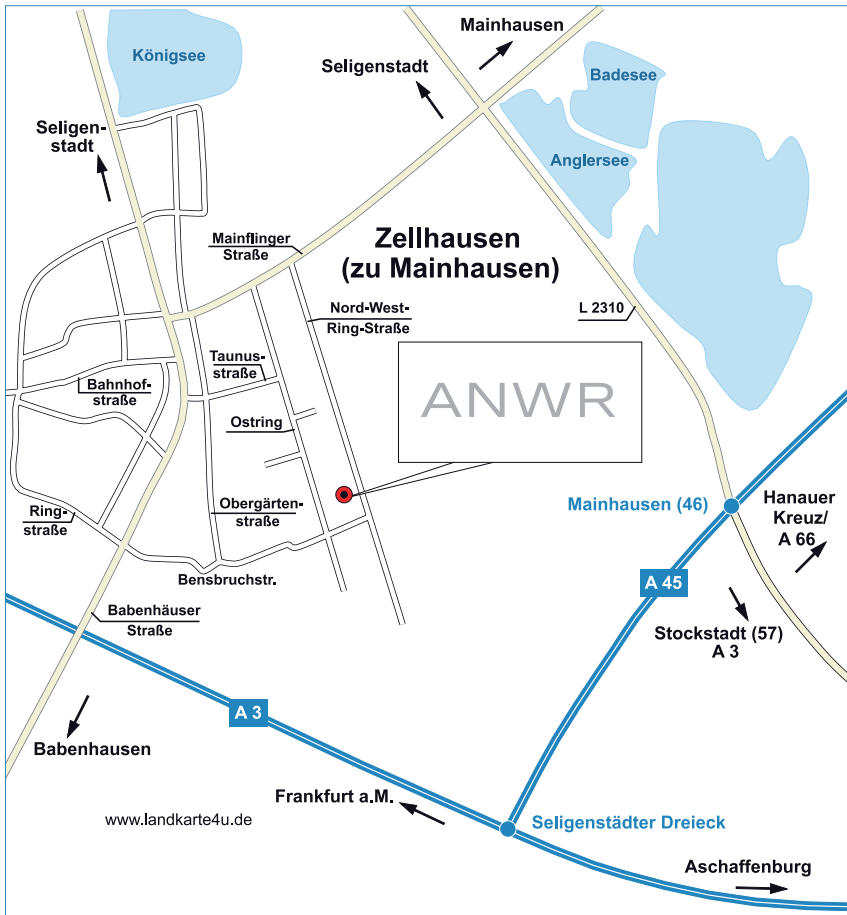 Königsee
Mainhausen
Seligenstadt
Badesee
Seligen-
stadt
Anglersee
Mainflinger
Straße
Zellhausen
(zu Mainhausen)
Nord-West-
Ring-Straße
L 2310
Taunus-
straße
Bahnhof-
straße
ANWR
Ostring
Ring-
straße
Obergärten-
straße
Mainhausen (46)
Hanauer
Kreuz/
A 66
Bensbruchstr.
A 45
Babenhäuser
Straße
Stockstadt (57)
A 3
A 3
Babenhausen
Frankfurt a.M.
www.landkarte4u.de
Seligenstädter Dreieck
Aschaffenburg